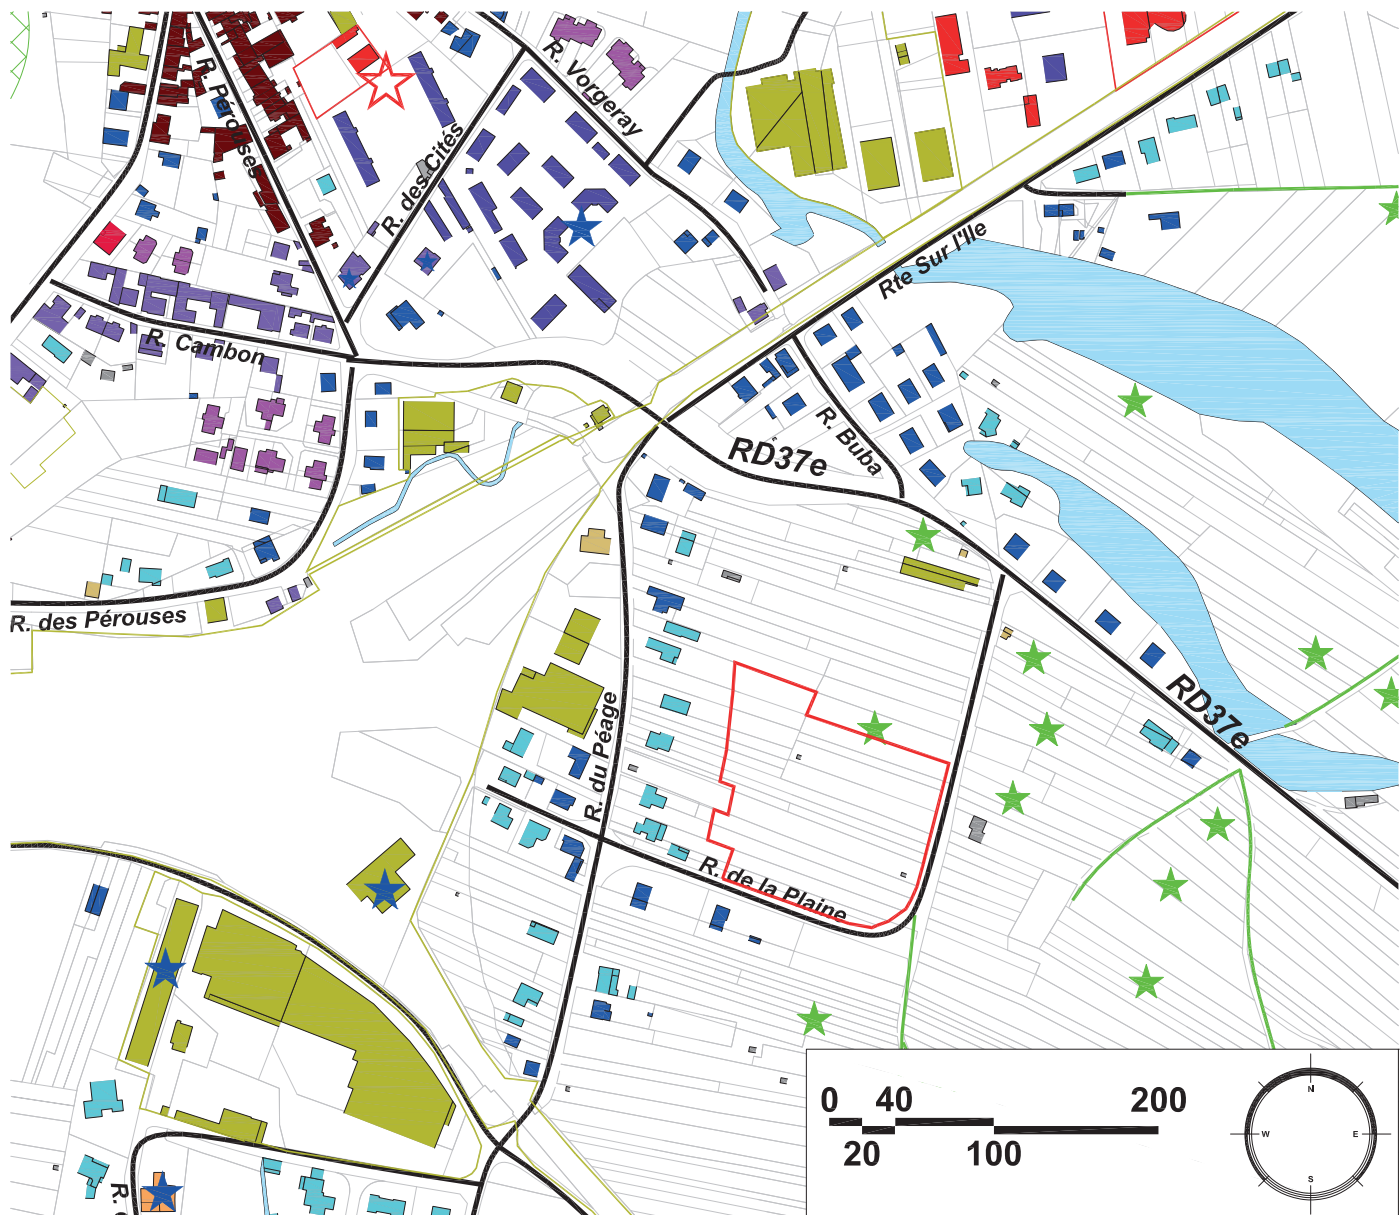 R. Pérouses
R. Vorgeray
R. des Cités
Rte Sur l'Ile
R. Cambon
R. Buba
RD37e
R. des Pérouses
RD37e
R. du Péage
R. de la Plaine
0 40 200
20 100
N
W E
S